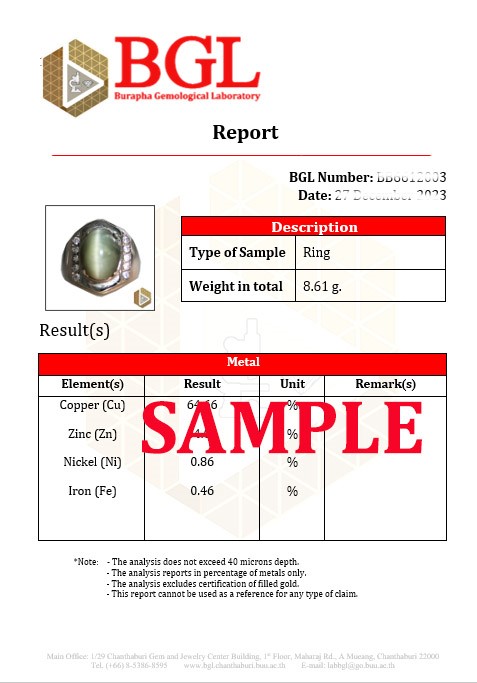 BGL
Burapha Gemological Laboratory
Report
BGL Number:
Date: 27 December 2023
Description
Type of Sample Ring
Weight in total 8.61 g.
Result(s)
Metal
Element(s) Result Unit Remark(s)
Copper (Cu) %
Zinc (Zn) %
SAMPLE
Nickel (Ni) 0.86 %
Iron (Fe) 0.46 %
*Note: - The analysis does not exceed 40 microns depth.
- The analysis reports in percentage of metals only.
- The analysis excludes certification of filled gold.
- This report cannot be used as a reference for any type of claim.
Main Office: 1/29 Chanthaburi Gem and Jewelry Center Building, 1st Floor, Maharaj Rd., A Mueang, Chanthaburi 22000
Tel. (+66) 8-5386-8595 www.bgl.chanthaburi.buu.ac.th E-mail: labbgl@go.buu.ac.th